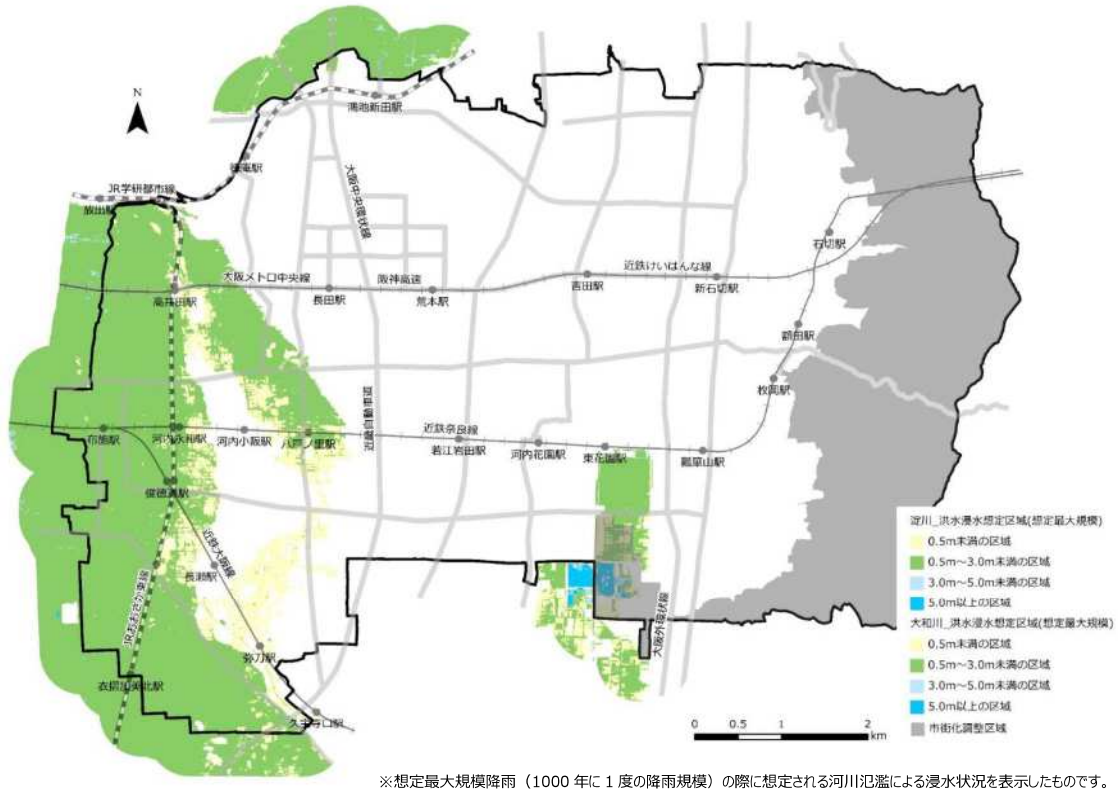 N
鴻池新田駅
徳庵駅
JR学研都市線
放出駅
大阪中央環状線
石切駅
大阪メトロ中央線
阪神高速
近鉄けいはんな線
高井田駅
長田駅
荒本駅
吉田駅
新石切駅
額田駅
枚岡駅
近畿自動車道
近鉄奈良線
布施駅
河内永和駅
河内小阪駅
八戸ノ里駅
若江岩田駅
河内花園駅
東花園駅
瓢箪山駅
俊徳道駅
近鉄大阪線
長瀬駅
JRおおさか東線
弥刀駅
大阪外環状線
衣摺加美北駅
久宝寺口駅
淀川_洪水浸水想定区域(想定最大規模)
0.5m未満の区域
0.5m~3.0m未満の区域
3.0m~5.0m未満の区域
5.0m以上の区域
大和川_洪水浸水想定区域(想定最大規模)
0.5m未満の区域
0.5m~3.0m未満の区域
3.0m~5.0m未満の区域
5.0m以上の区域
市街化調整区域
0 0.5 1 2
km
※想定最大規模降雨(1000 年に 1 度の降雨規模)の際に想定される河川氾濫による浸水状況を表示したものです。